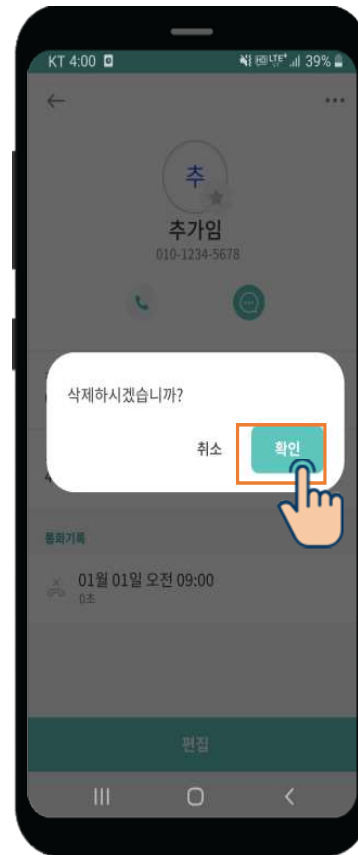 KT 4:00 LTE+ 39%
추
추가임
010-1234-5678
삭제하시겠습니까?
취소 확인
통화기록
01월 01일 오전 09:00
0초
편집